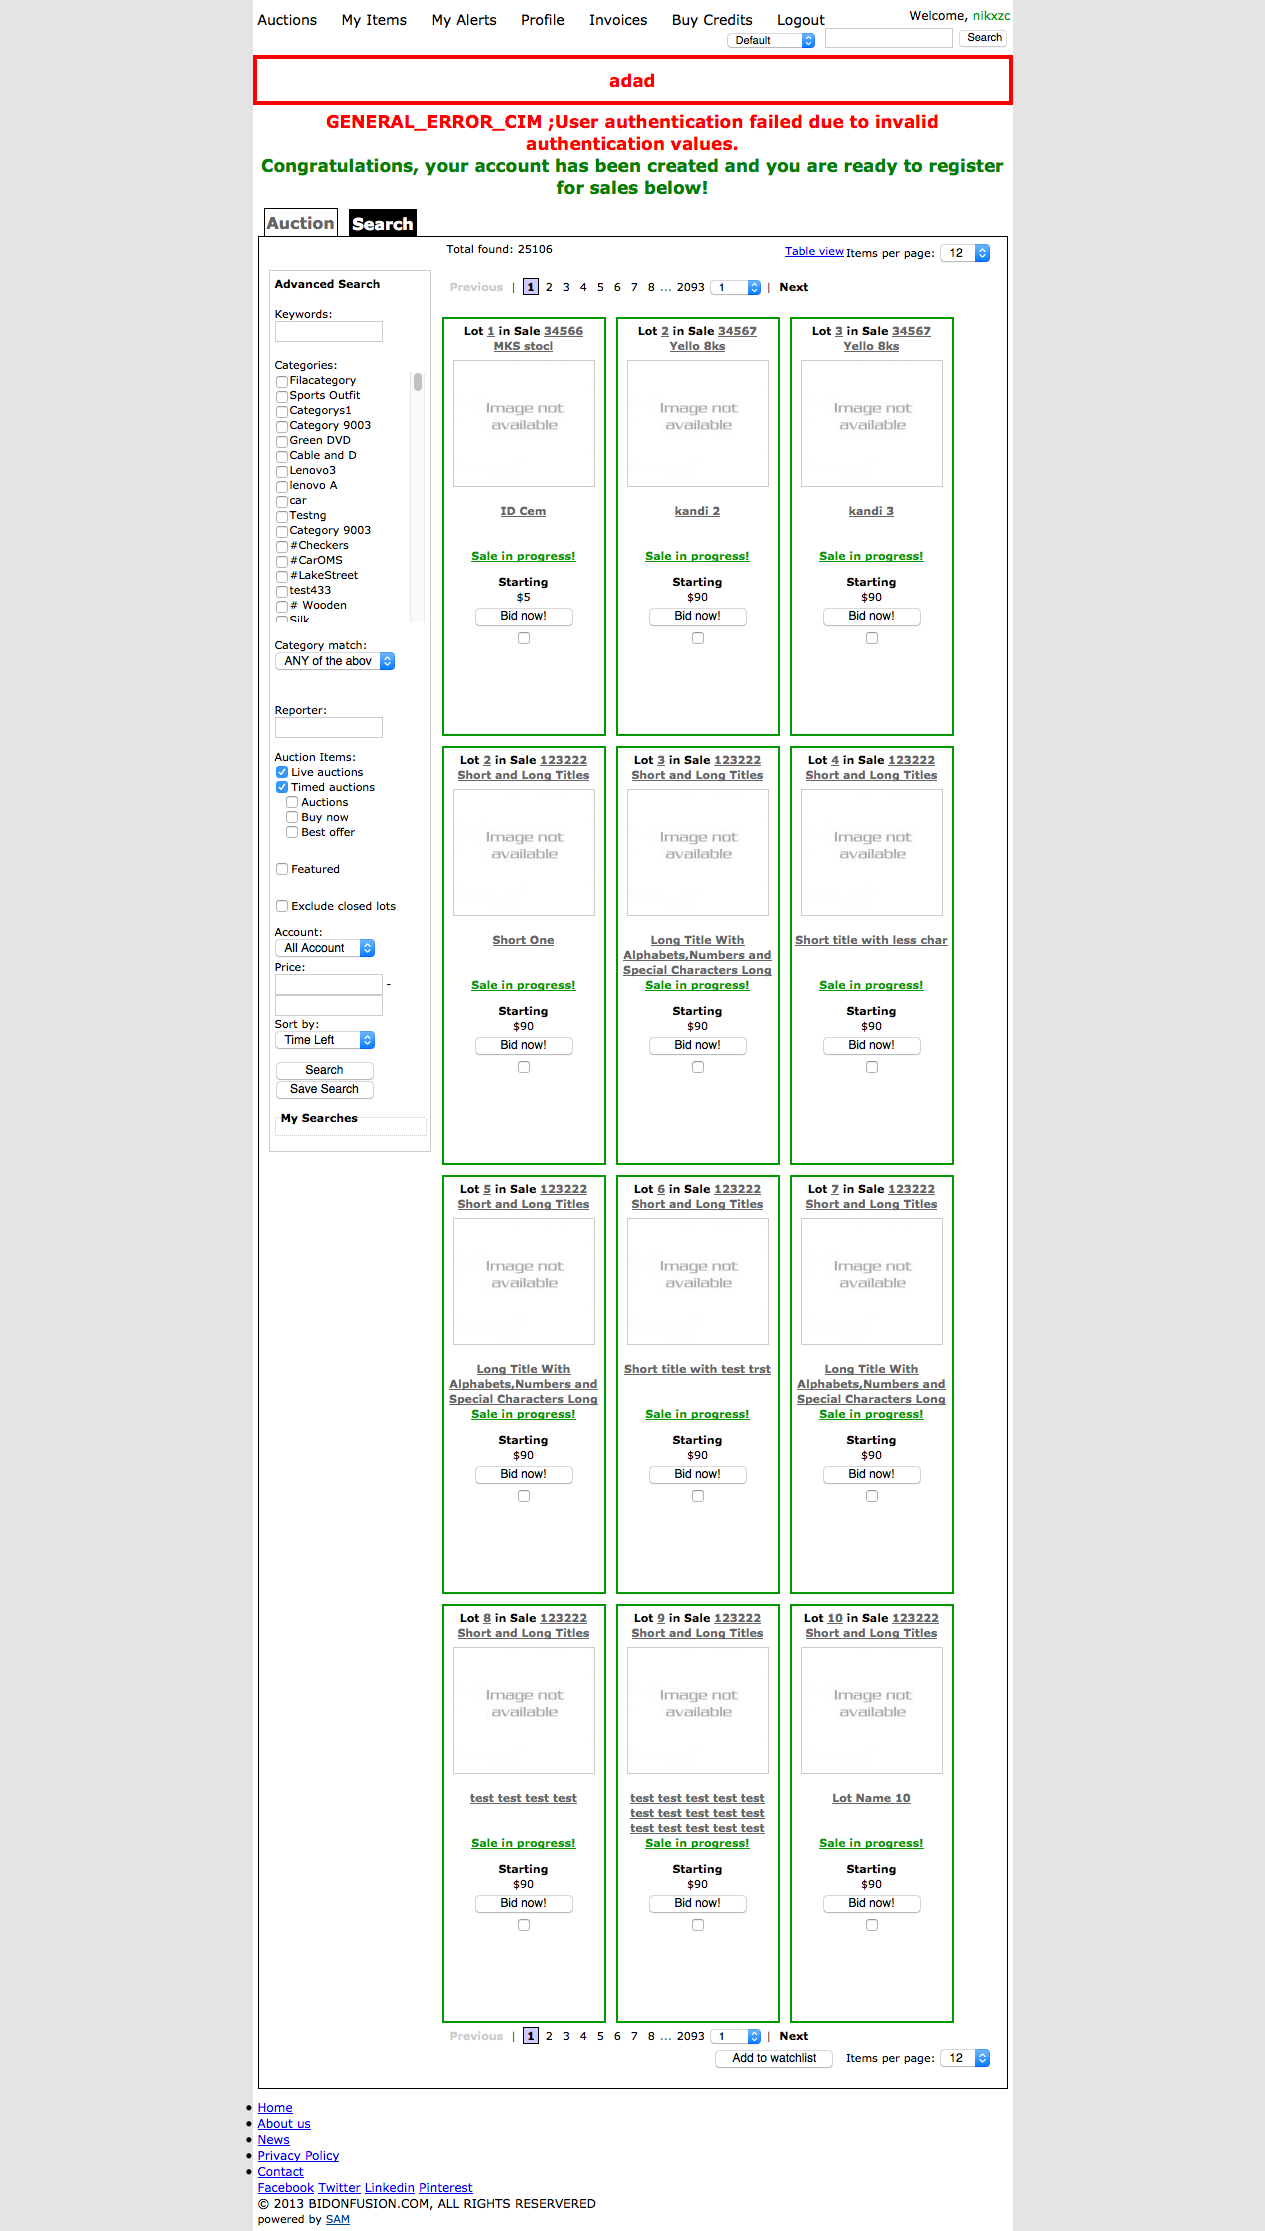 Auctions My Items My Alerts Profile Invoices Buy Credits Logout
Welcome, nikxzc
Default Search
adad
GENERAL_ERROR_CIM ;User authentication failed due to invalid
authentication values.
Congratulations, your account has been created and you are ready to register
for sales below!
Auction Search
Total found: 25106 Table view Items per page: 12
Advanced Search
Keywords:
Categories:
Filacategory
Sports Outfit
Categorys1
Category 9003
Green DVD
Cable and D
Lenovo3
lenovo A
car
Testng
Category 9003
#Checkers
#CarOMS
#LakeStreet
test433
# Wooden
Silk
Category match:
ANY of the abov
Reporter:
Auction Items:
Live auctions
Timed auctions
Auctions
Buy now
Best offer
Featured
Exclude closed lots
Account:
All Account
Price:
-
Sort by:
Time Left
Search
Save Search
My Searches
Previous | 1 2 3 4 5 6 7 8 ... 2093 1 | Next
Lot 1 in Sale 34566 Lot 2 in Sale 34567 Lot 3 in Sale 34567
MKS stocl Yello 8ks Yello 8ks
Image not Image not Image not
available available available
ID Cem kandi 2 kandi 3
Sale in progress! Sale in progress! Sale in progress!
Starting Starting Starting
$5 $90 $90
Bid now! Bid now! Bid now!
Lot 2 in Sale 123222 Lot 3 in Sale 123222 Lot 4 in Sale 123222
Short and Long Titles Short and Long Titles Short and Long Titles
Image not Image not Image not
available available available
Short One Long Title With Short title with less char
Alphabets,Numbers and
Special Characters Long
Sale in progress! Sale in progress! Sale in progress!
Starting Starting Starting
$90 $90 $90
Bid now! Bid now! Bid now!
Lot 5 in Sale 123222 Lot 6 in Sale 123222 Lot 7 in Sale 123222
Short and Long Titles Short and Long Titles Short and Long Titles
Image not Image not Image not
available available available
Long Title With Short title with test trst Long Title With
Alphabets,Numbers and Alphabets,Numbers and
Special Characters Long Special Characters Long
Sale in progress! Sale in progress! Sale in progress!
Starting Starting Starting
$90 $90 $90
Bid now! Bid now! Bid now!
Lot 8 in Sale 123222 Lot 9 in Sale 123222 Lot 10 in Sale 123222
Short and Long Titles Short and Long Titles Short and Long Titles
Image not Image not Image not
available available available
test test test test test test test test test Lot Name 10
test test test test test
test test test test test
Sale in progress! Sale in progress! Sale in progress!
Starting Starting Starting
$90 $90 $90
Bid now! Bid now! Bid now!
Previous | 1 2 3 4 5 6 7 8 ... 2093 1 | Next
Add to watchlist Items per page: 12
Home
About us
News
Privacy Policy
Contact
Facebook Twitter Linkedin Pinterest
© 2013 BIDONFUSION.COM, ALL RIGHTS RESERVERED
powered by SAM